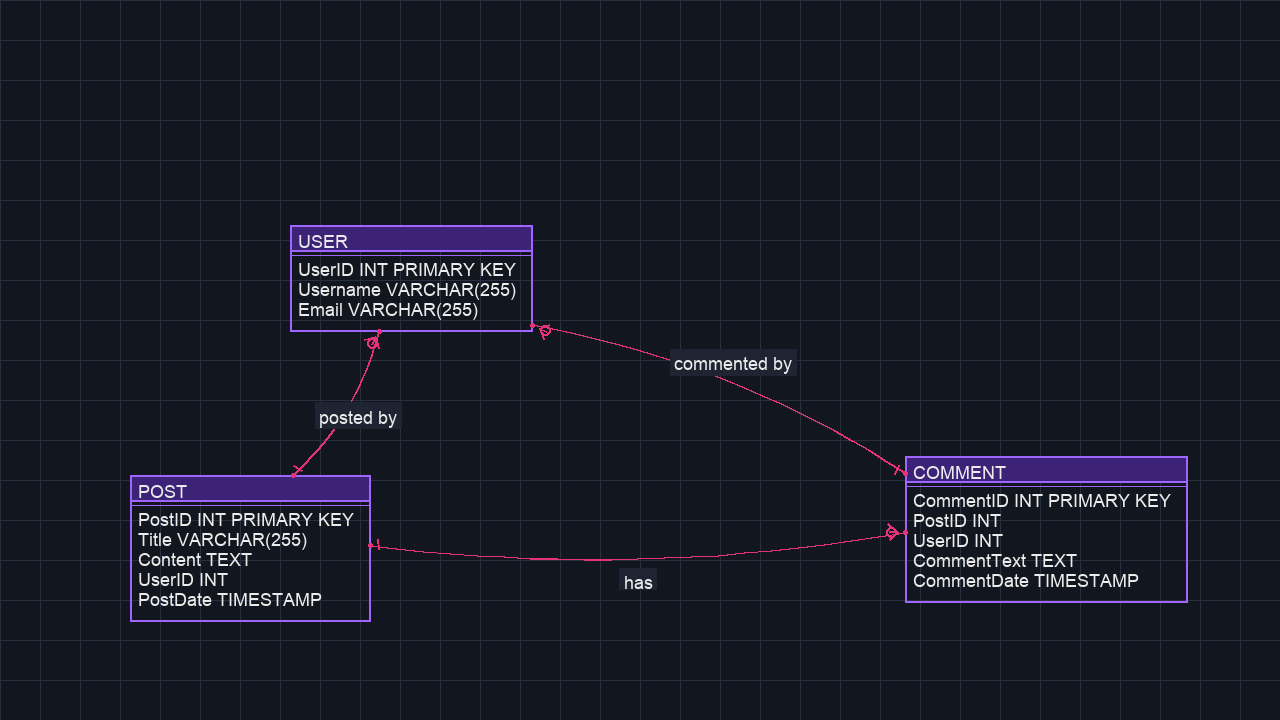 USER
UserID INT PRIMARY KEY
Username VARCHAR(255)
Email VARCHAR(255)
commented by
posted by
POST
PostID INT PRIMARY KEY
Title VARCHAR(255)
Content TEXT
UserID INT
PostDate TIMESTAMP
has
COMMENT
CommentID INT PRIMARY KEY
PostID INT
UserID INT
CommentText TEXT
CommentDate TIMESTAMP